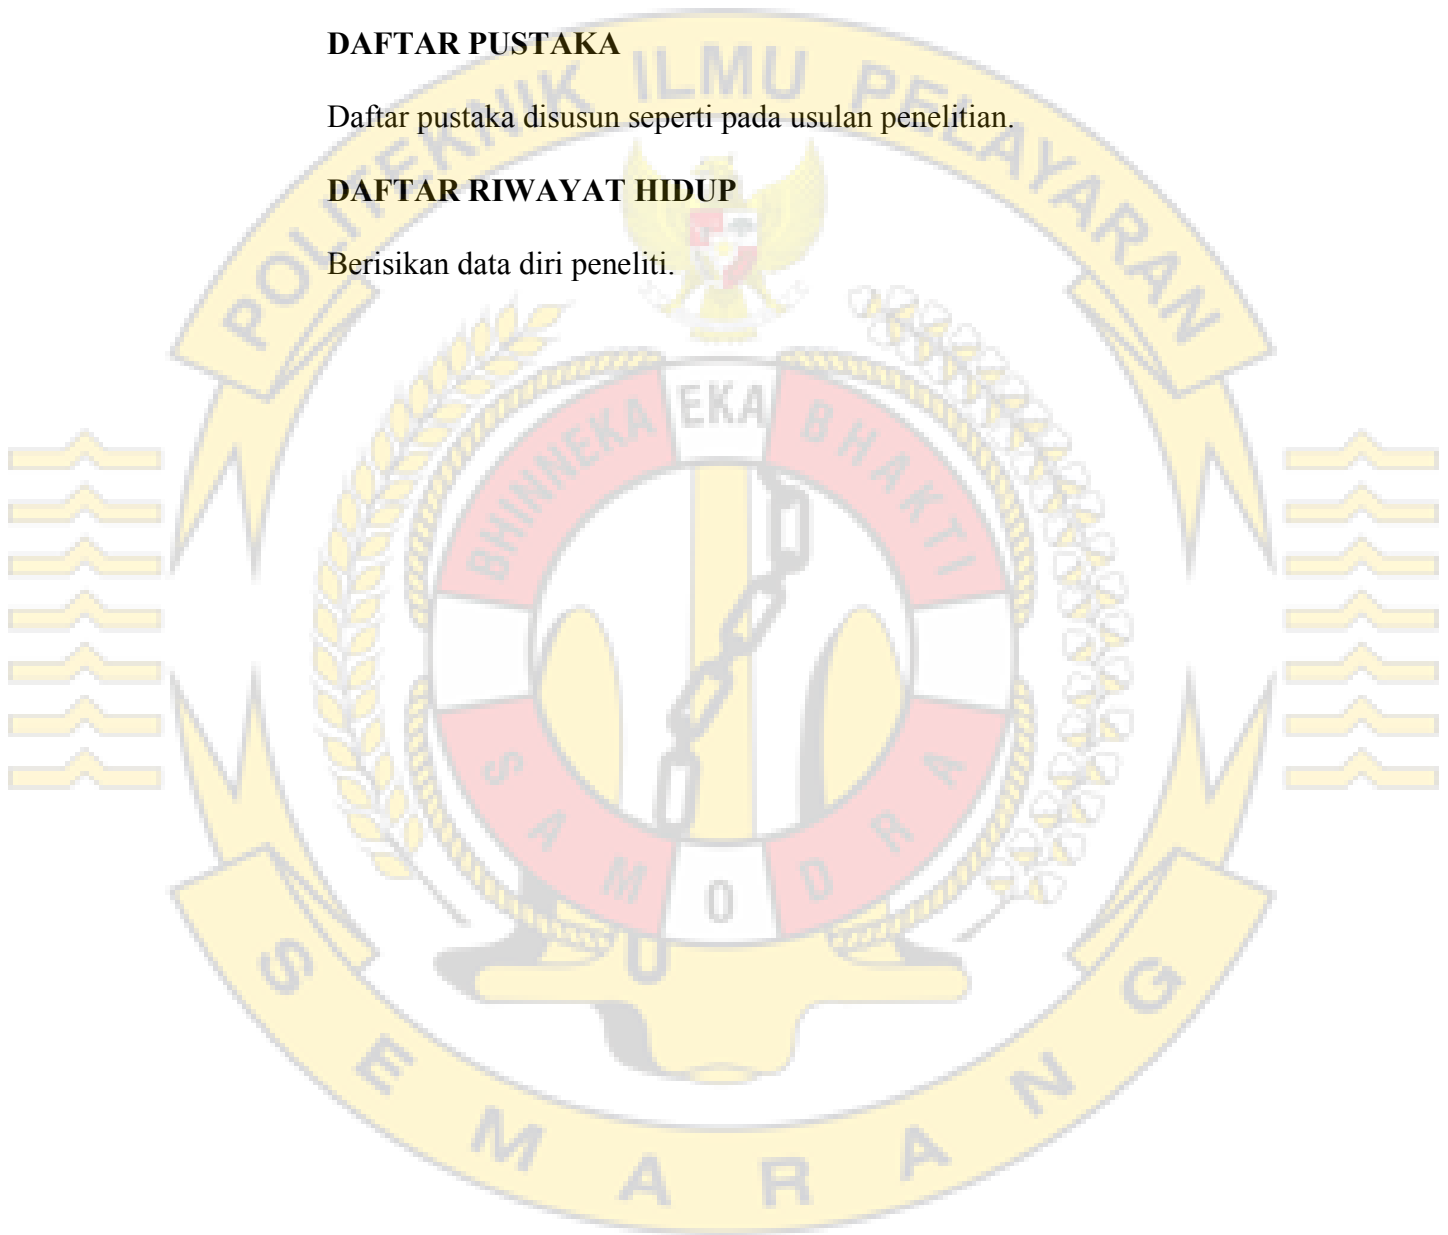 DAFTAR PUSTAKA
POLITEKNIK ILMU PELAYARAN
Daftar pustaka disusun seperti pada usulan penelitian.
DAFTAR RIWAYAT HIDUP
Berisikan data diri peneliti.
BHINNEKA EKA BHAKTI
SAMODRA
SEMARANG